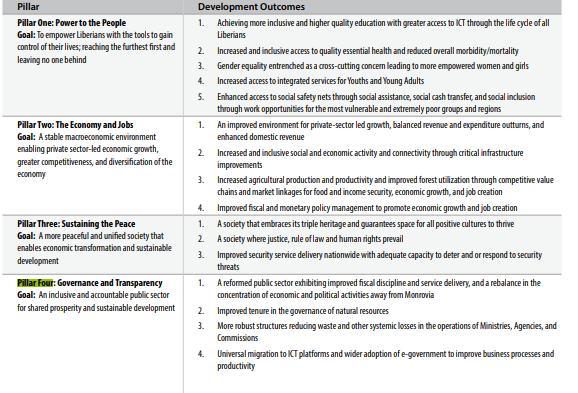 Pillar
Development Outcomes
Pillar One: Power to the People
Goal: To empower Liberians with the tools to gain
control of their lives; reaching the furthest first and
leaving no one behind
1. Achieving more inclusive and higher quality education with greater access to ICT through the life cycle of all
Liberians
2. Increased and inclusive access to quality essential health and reduced overall morbidity/mortality
3. Gender equality entrenched as a cross-cutting concern leading to more empowered women and girls
4. Increased access to integrated services for Youths and Young Adults
5. Enhanced access to social safety nets through social assistance, social cash transfer, and social inclusion
through work opportunities for the most vulnerable and extremely poor groups and regions
Pillar Two: The Economy and Jobs
Goal: A stable macroeconomic environment
enabling private sector-led economic growth,
greater competitiveness, and diversification of the
economy
1. An improved environment for private-sector led growth, balanced revenue and expenditure outturns, and
enhanced domestic revenue
2. Increased and inclusive social and economic activity and connectivity through critical infrastructure
improvements
3. Increased agricultural production and productivity and improved forest utilization through competitive value
chains and market linkages for food and income security, economic growth, and job creation
4. Improved fiscal and monetary policy management to promote economic growth and job creation
Pillar Three: Sustaining the Peace
Goal: A more peaceful and unified society that
enables economic transformation and sustainable
development
1. A society that embraces its triple heritage and guarantees space for all positive cultures to thrive
2. A society where justice, rule of law and human rights prevail
3. Improved security service delivery nationwide with adequate capacity to deter and or respond to security
threats
Pillar Four: Governance and Transparency
Goal: An inclusive and accountable public sector
for shared prosperity and sustainable development
1. A reformed public sector exhibiting improved fiscal discipline and service delivery, and a rebalance in the
concentration of economic and political activities away from Monrovia
2. Improved tenure in the governance of natural resources
3. More robust structures reducing waste and other systemic losses in the operations of Ministries, Agencies, and
Commissions
4. Universal migration to ICT platforms and wider adoption of e-government to improve business processes and
productivity